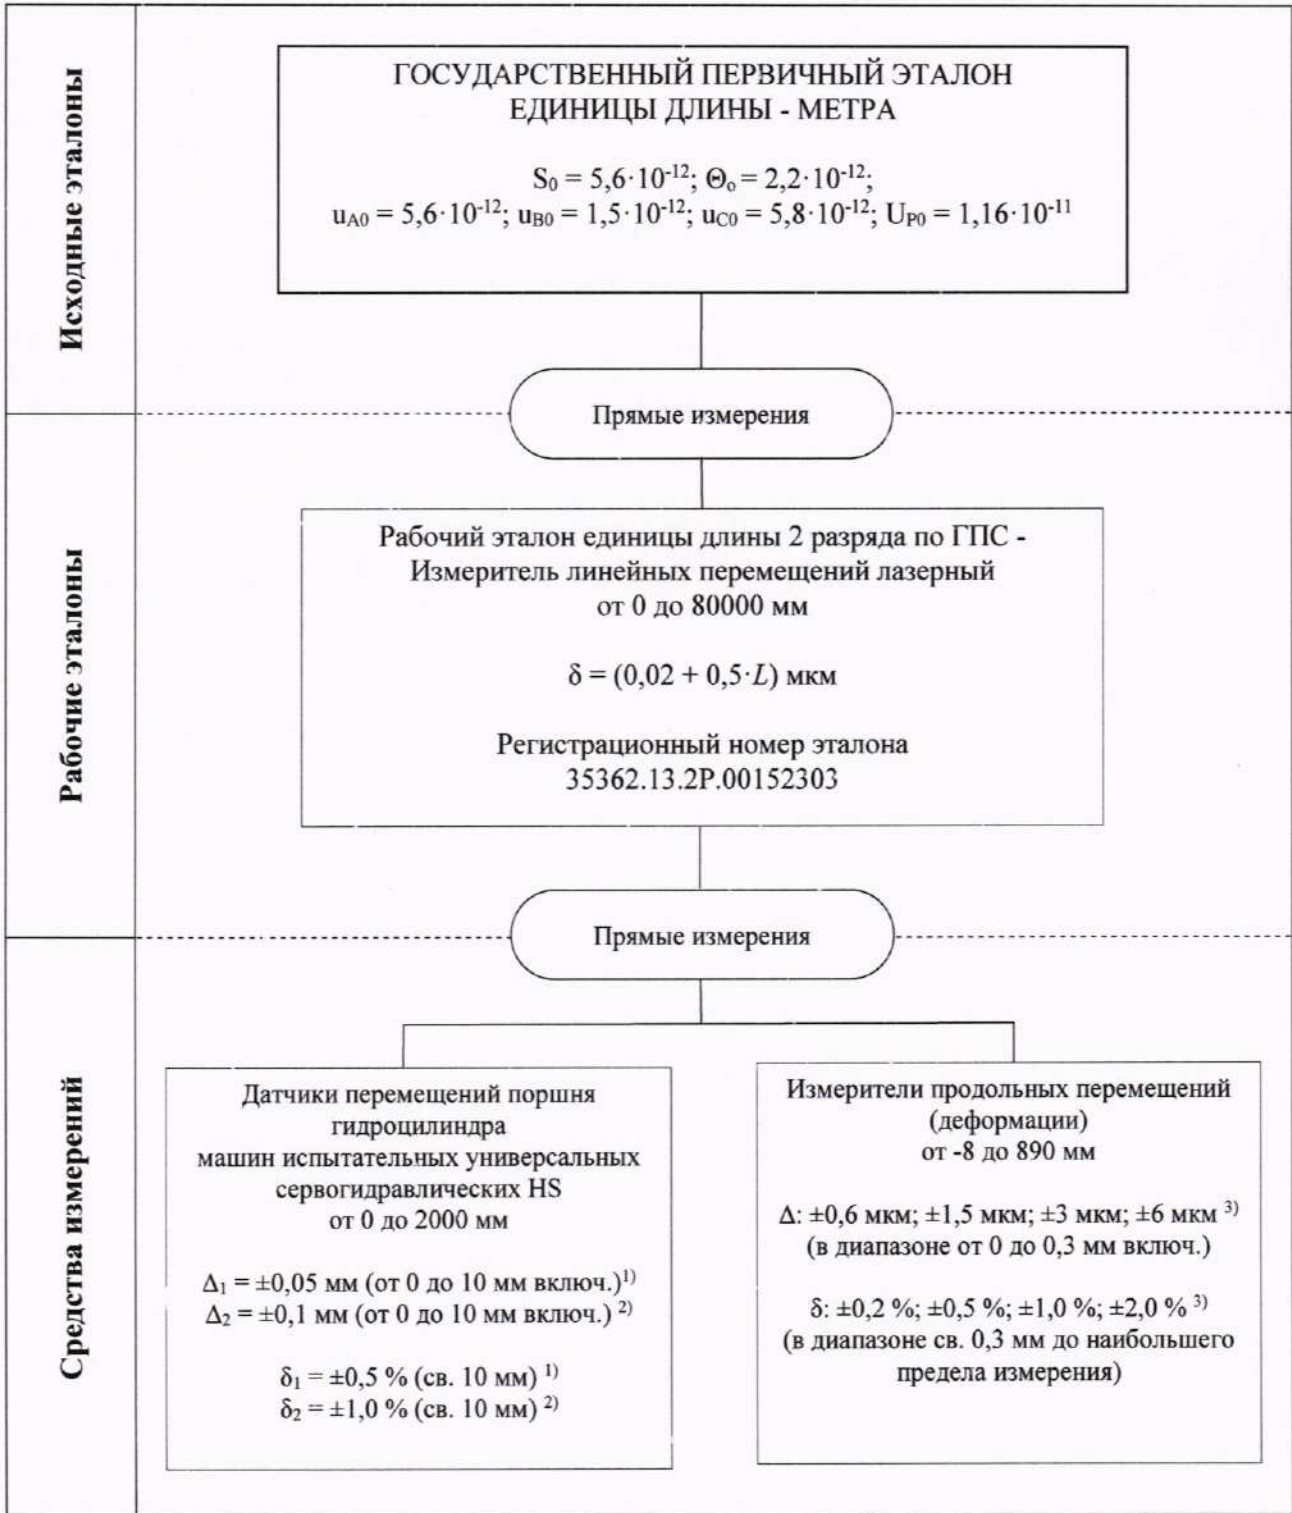 Исходные эталоны
ГОСУДАРСТВЕННЫЙ ПЕРВИЧНЫЙ ЭТАЛОН
ЕДИНИЦЫ ДЛИНЫ - МЕТРА
S₀ = 5,6·10⁻¹²; Θₒ = 2,2·10⁻¹²;
u_A0 = 5,6·10⁻¹²; u_B0 = 1,5·10⁻¹²; u_C0 = 5,8·10⁻¹²; U_P0 = 1,16·10⁻¹¹
Прямые измерения
Рабочие эталоны
Рабочий эталон единицы длины 2 разряда по ГПС -
Измеритель линейных перемещений лазерный
от 0 до 80000 мм
δ = (0,02 + 0,5·L) мкм
Регистрационный номер эталона
35362.13.2Р.00152303
Прямые измерения
Средства измерений
Датчики перемещений поршня
гидроцилиндра
машин испытательных универсальных
сервогидравлических HS
от 0 до 2000 мм
Δ₁ = ±0,05 мм (от 0 до 10 мм включ.)¹⁾
Δ₂ = ±0,1 мм (от 0 до 10 мм включ.) ²⁾
δ₁ = ±0,5 % (св. 10 мм) ¹⁾
δ₂ = ±1,0 % (св. 10 мм) ²⁾
Измерители продольных перемещений
(деформации)
от -8 до 890 мм
Δ: ±0,6 мкм; ±1,5 мкм; ±3 мкм; ±6 мкм ³⁾
(в диапазоне от 0 до 0,3 мм включ.)
δ: ±0,2 %; ±0,5 %; ±1,0 %; ±2,0 % ³⁾
(в диапазоне св. 0,3 мм до наибольшего
предела измерения)